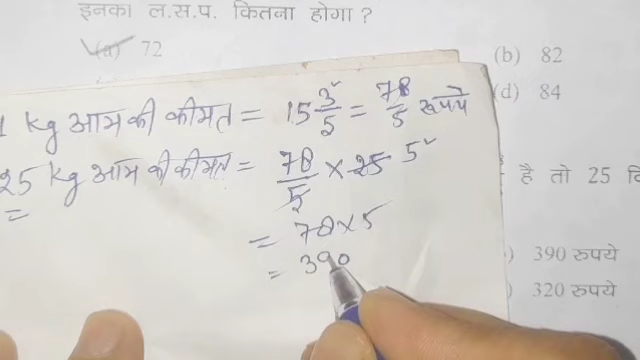 इनका ल.स.प. कितना होगा ?
(a) 72
(b) 82
(d) 84
1 kg आम की कीमत = 15 3/5 = 78/5 रूपये
25 kg आम की कीमत = 78/5 × 25 5
= 78×5
= 390
है तो 25 कि
390 रुपये
320 रुपये